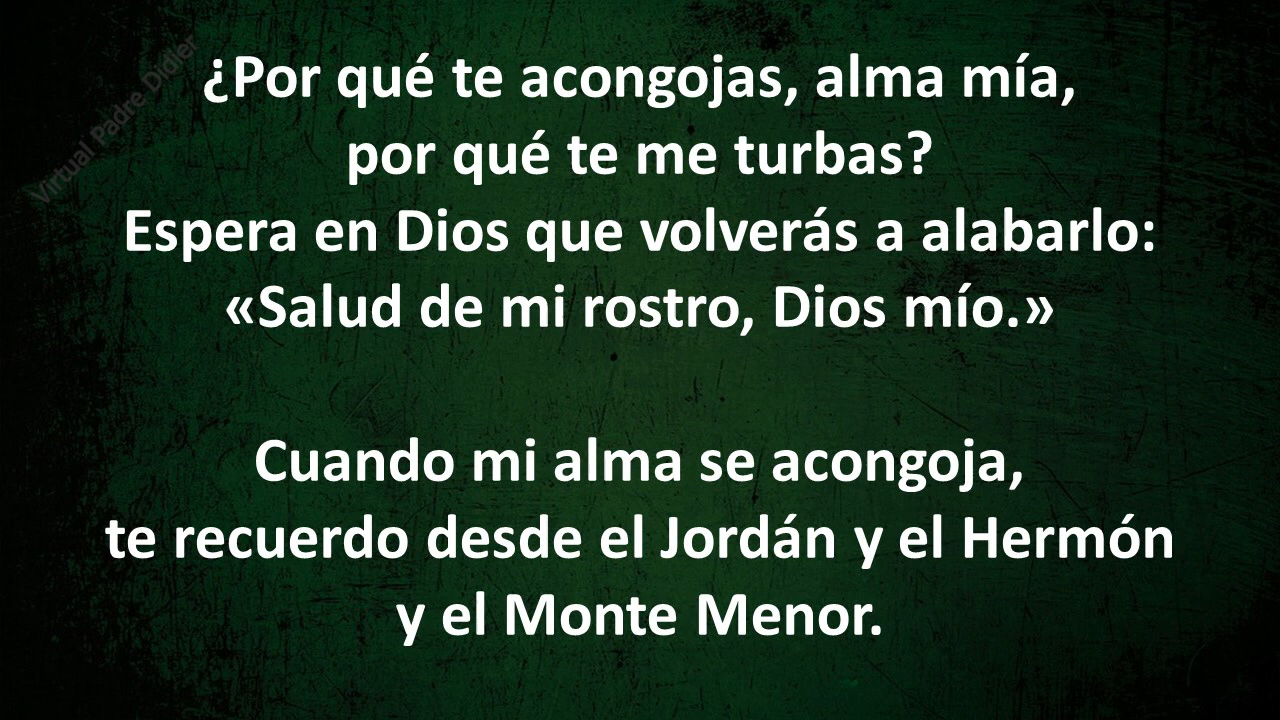 Virtual Padre Didier
¿Por qué te acongojas, alma mía,
por qué te me turbas?
Espera en Dios que volverás a alabarlo:
«Salud de mi rostro, Dios mío.»
Cuando mi alma se acongoja,
te recuerdo desde el Jordán y el Hermón
y el Monte Menor.